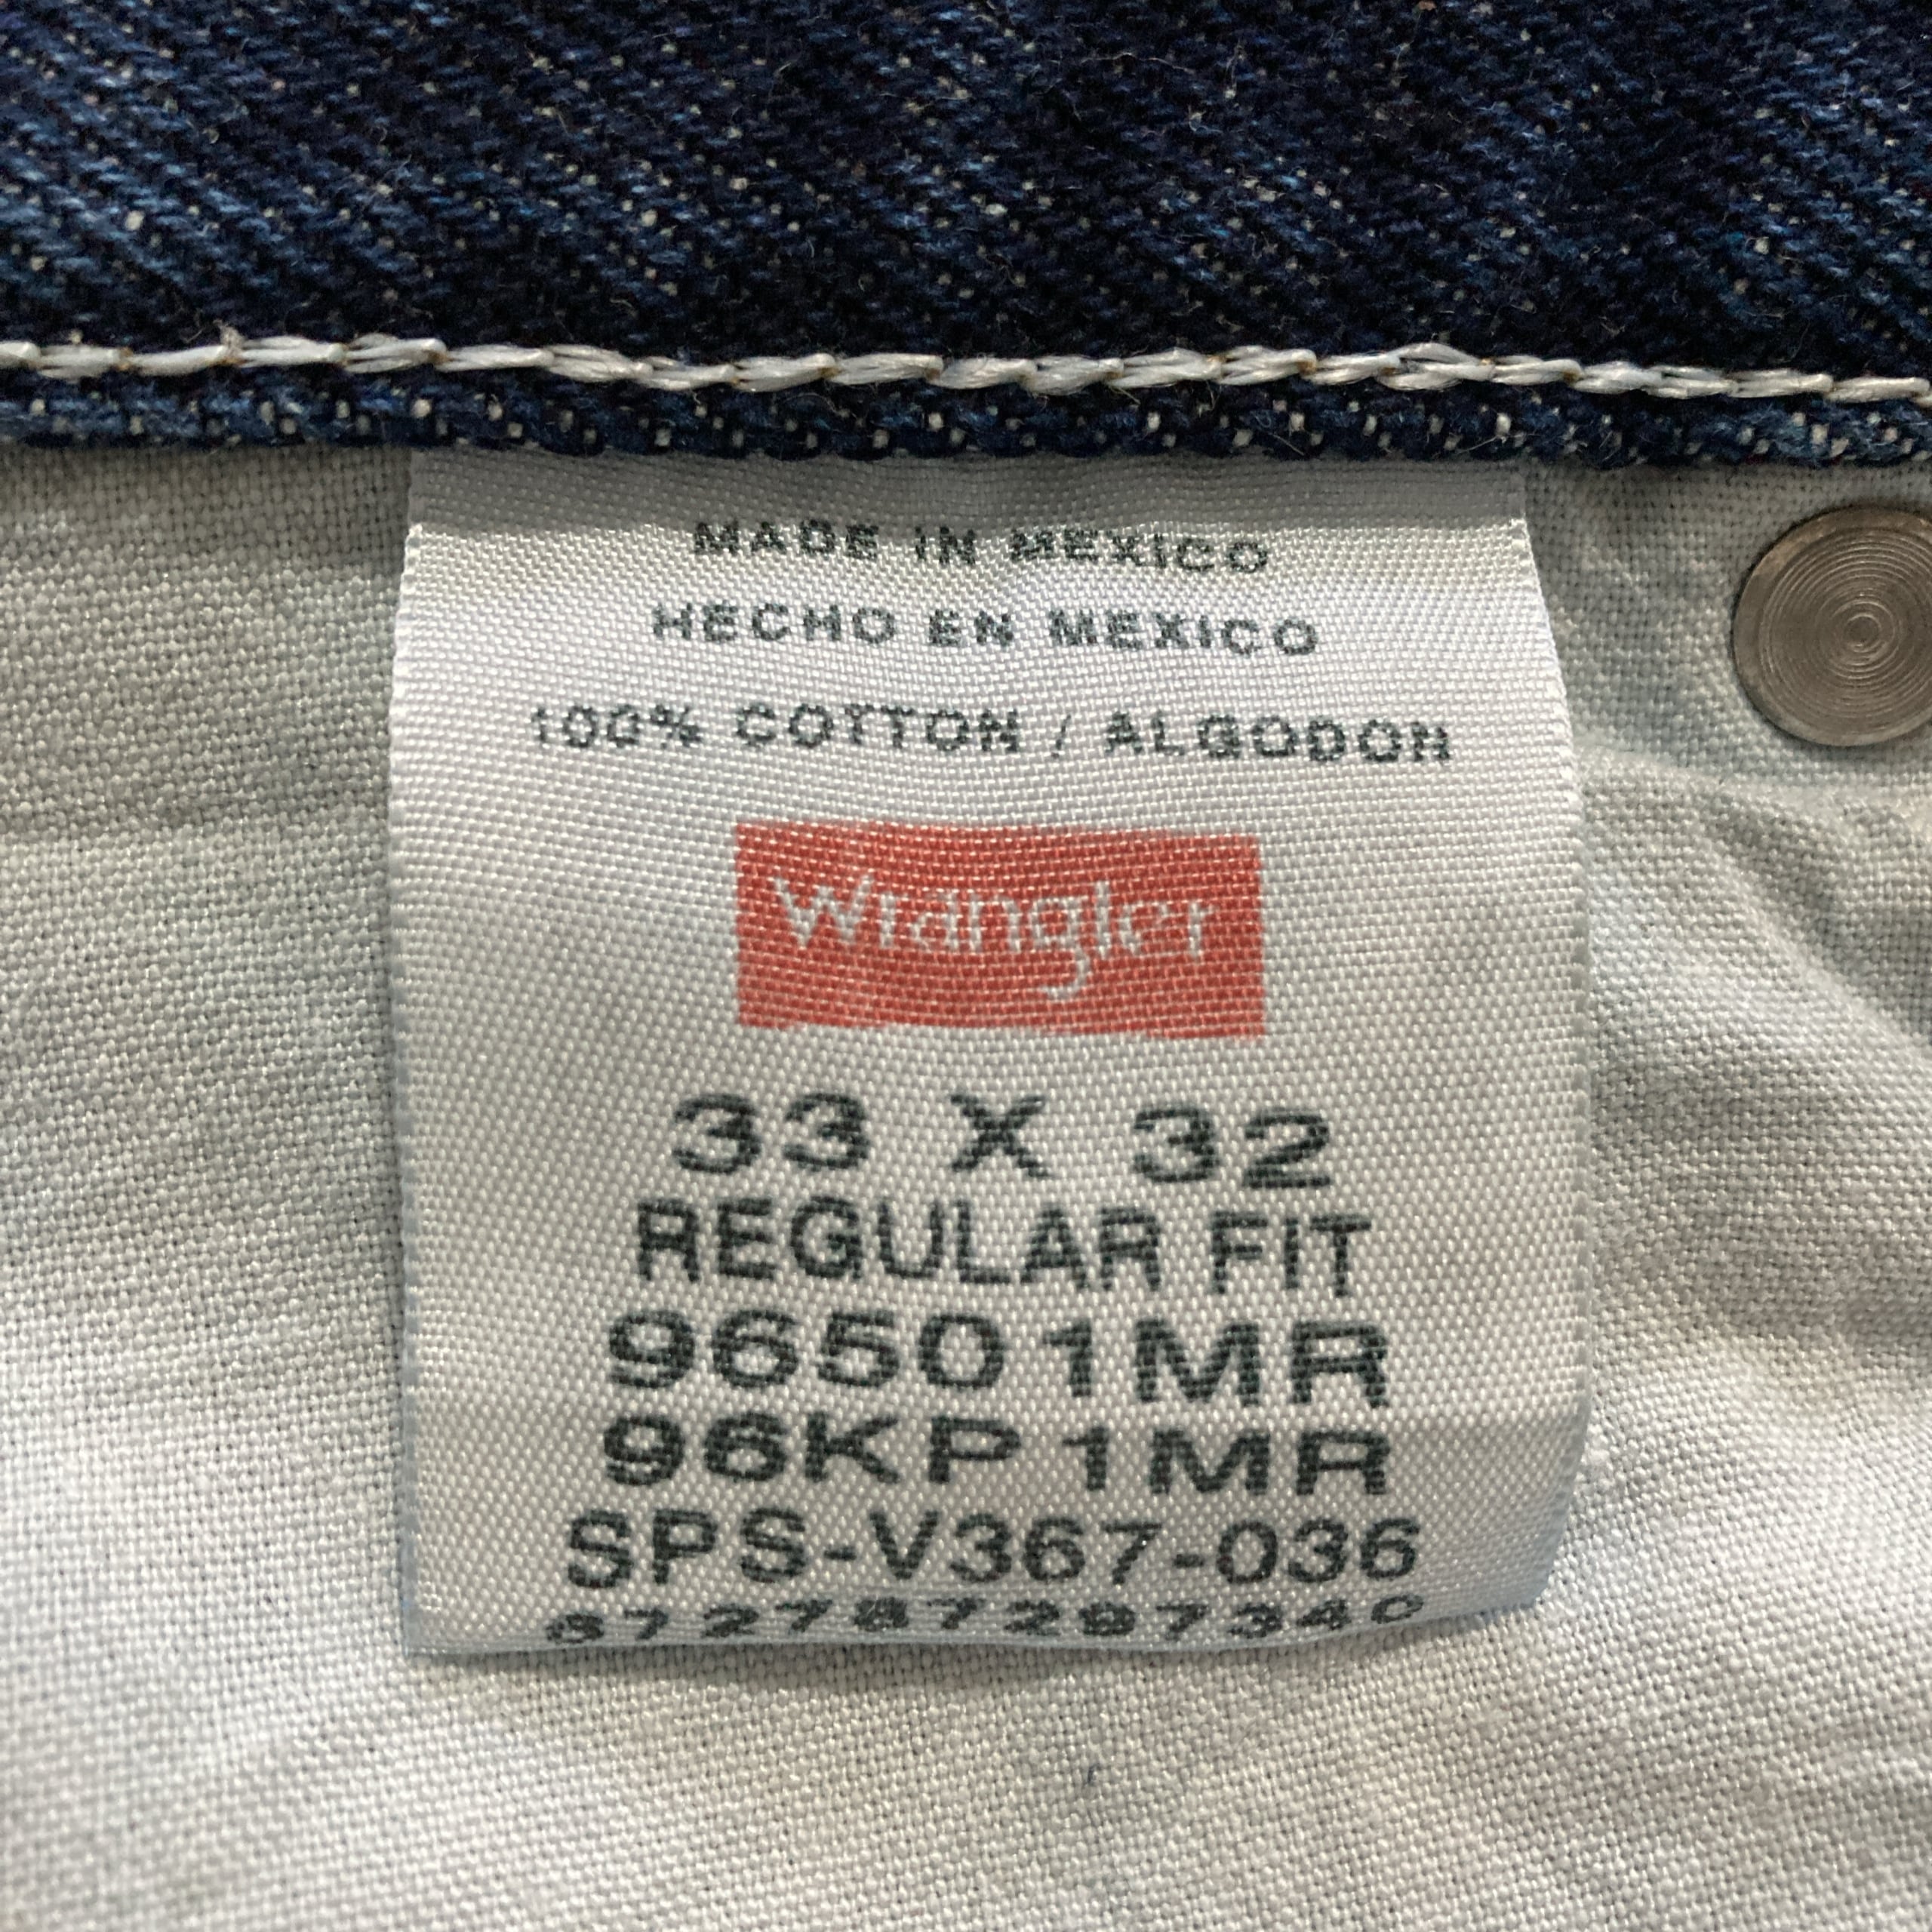 MADE IN MEXICO
HECHO EN MEXICO
100% COTTON / ALGODON
Wrangler
33 X 32
REGULAR FIT
96501MR
96KP1MR
SPS-V367-036